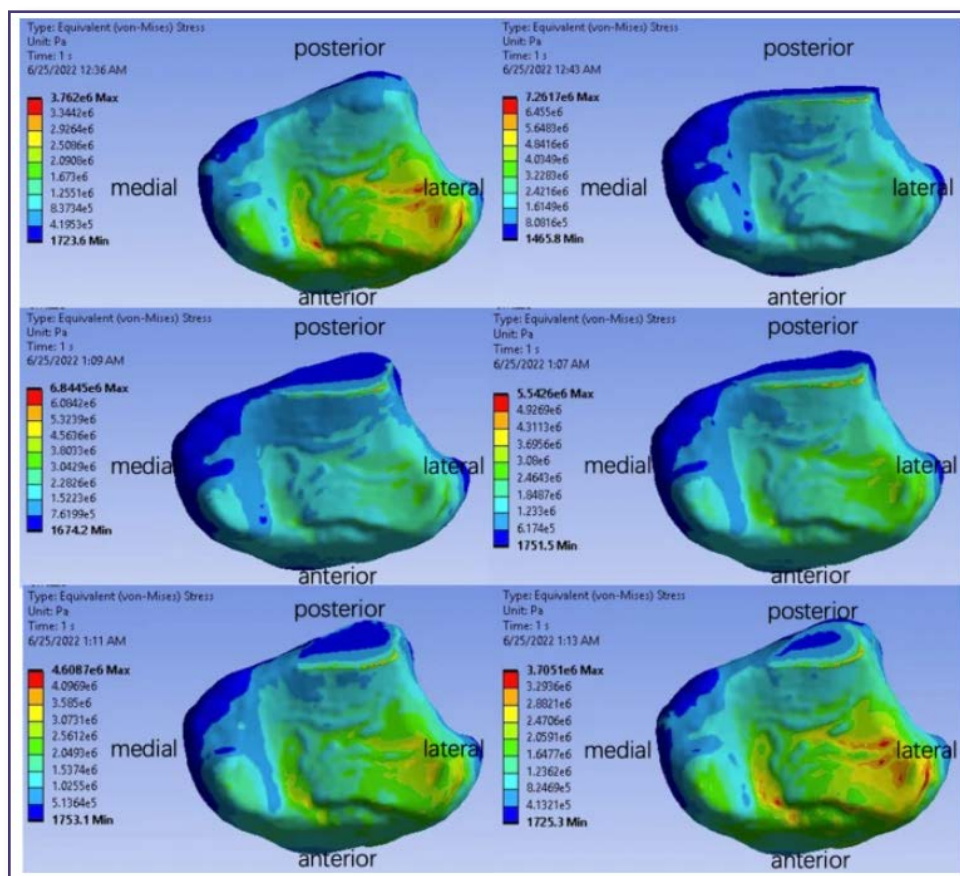 Type: Equivalent (von-Mises) Stress
Unit: Pa
Time: 1 s
6/25/2022 12:36 AM
posterior
3.762e6 Max
3.3442e6
2.9264e6
2.5086e6
2.0908e6
1.673e6
1.2551e6
8.3734e5
4.1953e5
1723.6 Min
medial
lateral
anterior
Type: Equivalent (von-Mises) Stress
Unit: Pa
Time: 1 s
6/25/2022 12:43 AM
posterior
7.2617e6 Max
6.455e6
5.6483e6
4.8416e6
4.0349e6
3.2283e6
2.4216e6
1.6149e6
8.0816e5
1465.8 Min
medial
lateral
anterior
Type: Equivalent (von-Mises) Stress
Unit: Pa
Time: 1 s
6/25/2022 1:09 AM
posterior
6.8445e6 Max
6.0842e6
5.3239e6
4.5636e6
3.8033e6
3.0429e6
2.2826e6
1.5223e6
7.6199e5
1674.2 Min
medial
lateral
anterior
Type: Equivalent (von-Mises) Stress
Unit: Pa
Time: 1 s
6/25/2022 1:07 AM
posterior
5.5426e6 Max
4.9269e6
4.3113e6
3.6956e6
3.08e6
2.4643e6
1.8487e6
1.233e6
6.174e5
1751.5 Min
medial
lateral
anterior
Type: Equivalent (von-Mises) Stress
Unit: Pa
Time: 1 s
6/25/2022 1:11 AM
posterior
4.6087e6 Max
4.0969e6
3.585e6
3.0731e6
2.5612e6
2.0493e6
1.5374e6
1.0255e6
5.1364e5
1753.1 Min
medial
lateral
anterior
Type: Equivalent (von-Mises) Stress
Unit: Pa
Time: 1 s
6/25/2022 1:13 AM
posterior
3.7051e6 Max
3.2936e6
2.8821e6
2.4706e6
2.0591e6
1.6477e6
1.2362e6
8.2469e5
4.1321e5
1725.3 Min
medial
lateral
anterior